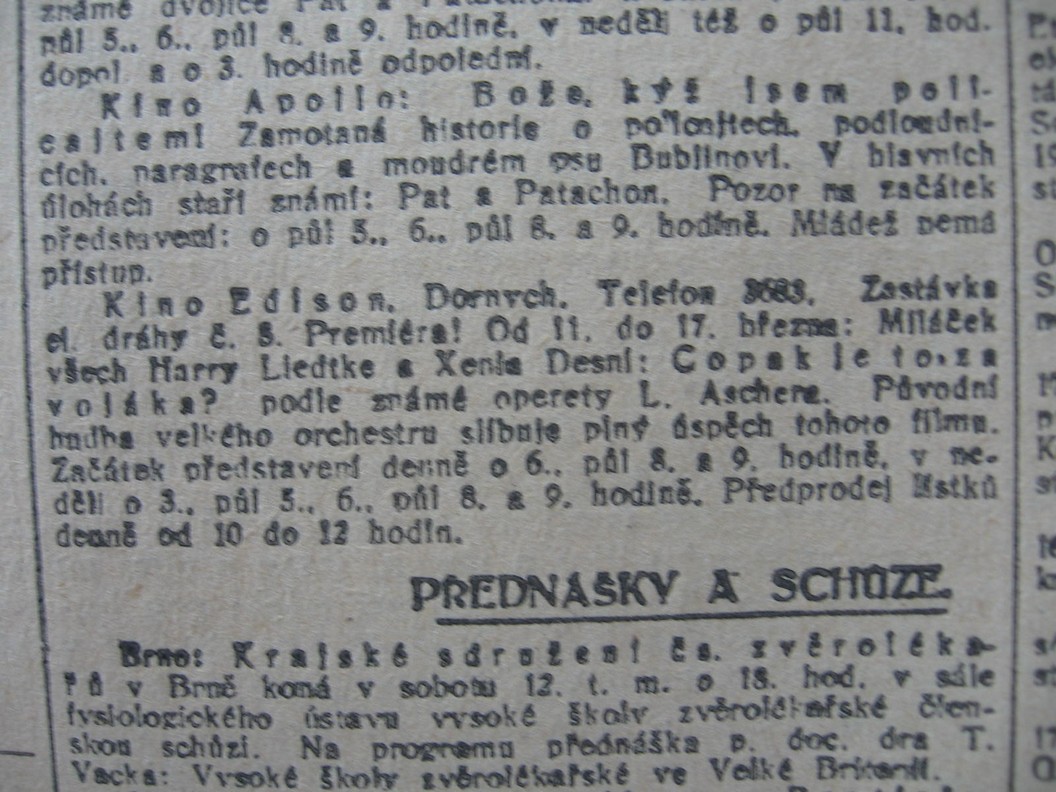 známé dvojice Pat a Patachon.
půl 5., 6., půl 8. a 9. hodině, v neděli též o půl 11. hod.
dopol. a o 3. hodině odpolední.
Kino Apollo: Bože, kýž jsem poli-
cajtem! Zamotaná historie o policajtech, podloudní-
cích, paragrafech a moudrém psu Bublinovi. V hlavních
úlohách staří známí: Pat a Patachon. Pozor na začátek
představení: o půl 5., 6., půl 8. a 9. hodině. Mládež nemá
přístup.
Kino Edison, Dornych. Telefon 3683. Zastávka
el. dráhy č. 8. Premiéra! Od 11. do 17. března: Miláček
všech Harry Liedtke a Xenia Desni: Copak je to za
vojáka? podle známé operety L. Aschera. Původní
hudba velkého orchestru slibuje plný úspěch tohoto filmu.
Začátek představení denně o 6., půl 8. a 9. hodině, v ne-
děli o 3., půl 5., 6., půl 8. a 9. hodině. Předprodej lístků
denně od 10 do 12 hodin.
PŘEDNÁŠKY A SCHŮZE.
Brno: Krajské sdružení čs. zvěroléka-
řů v Brně koná v sobotu 12. t. m. o 18. hod. v sále
fysiologického ústavu vysoké školy zvěrolékařské člen-
skou schůzi. Na programu přednáška p. doc. dra T.
Vacka: Vysoké školy zvěrolékařské ve Velké Britanii.